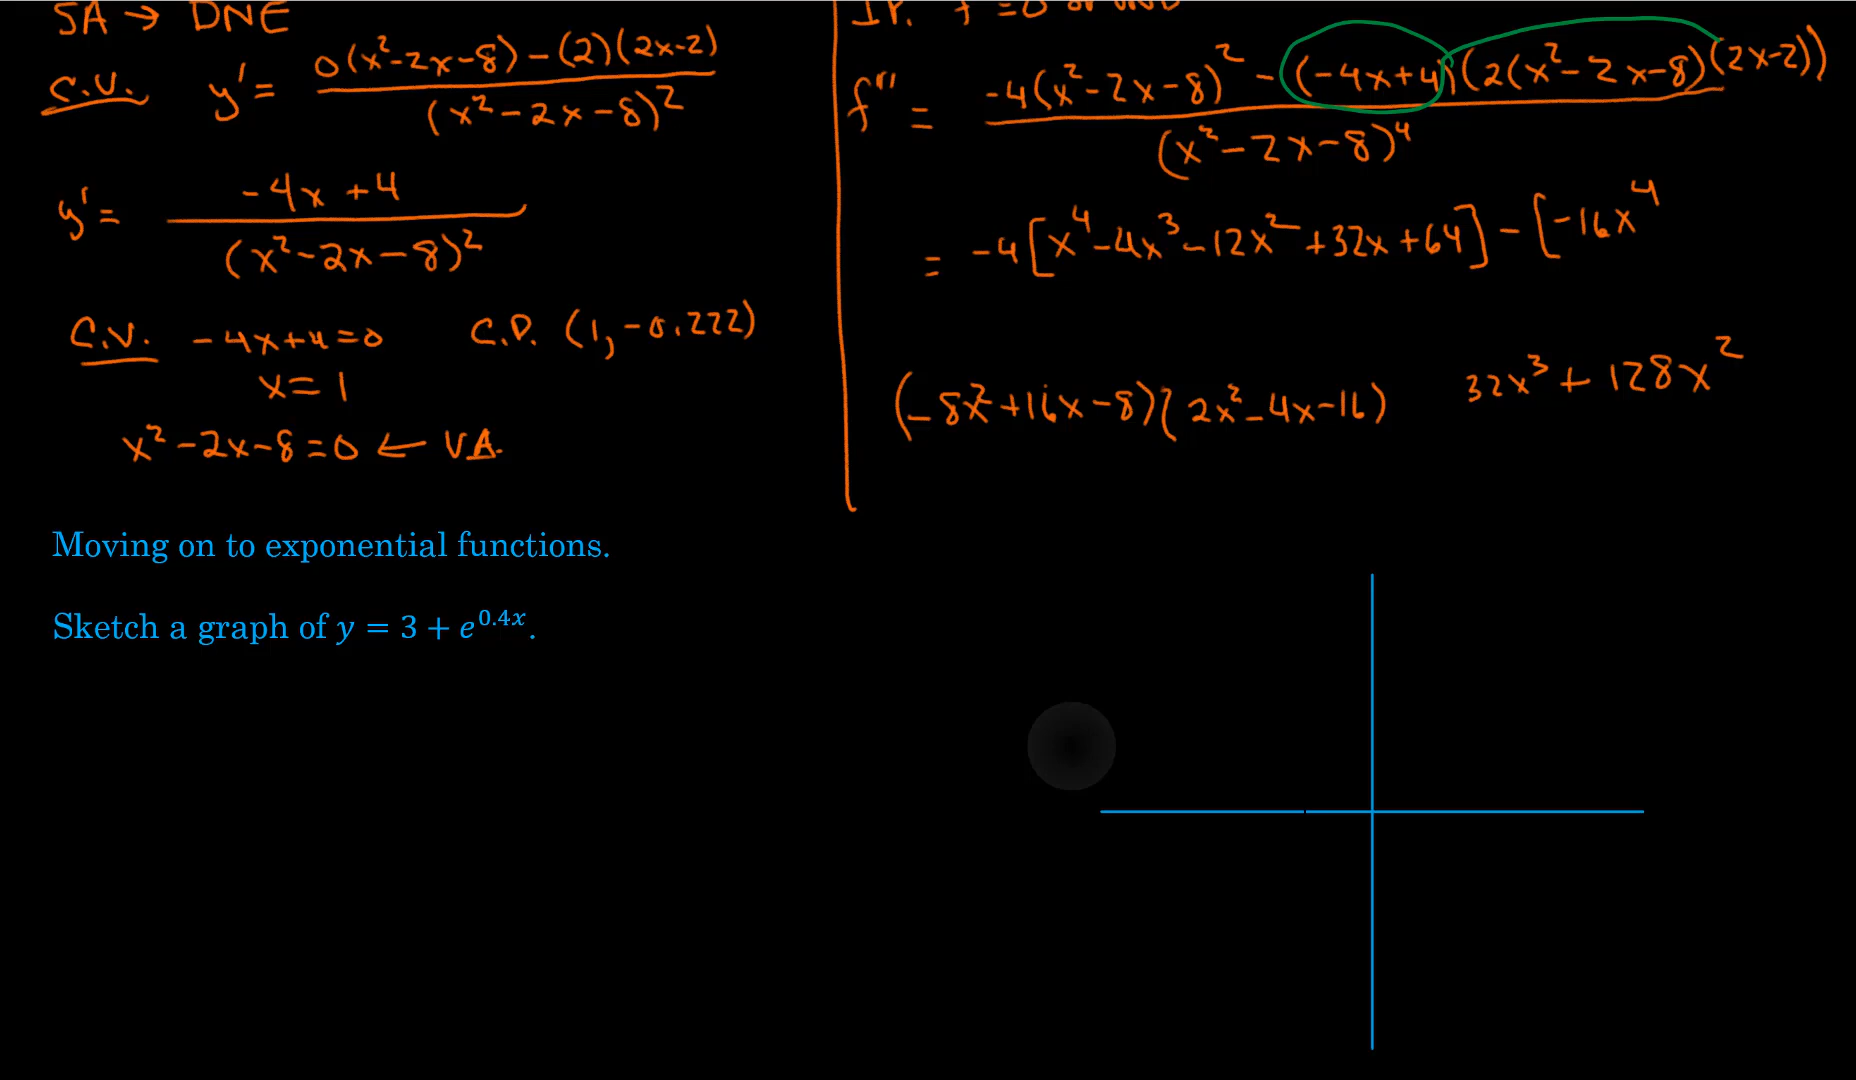 SA → DNE
C.V. y' = 0(x²-2x-8) - (2)(2x-2) / (x²-2x-8)²
y' = -4x+4 / (x²-2x-8)²
C.V. -4x+4=0 C.P. (1, -0.222)
x=1
x²-2x-8=0 ← V.A.
I.P.
f'' = -4(x²-2x-8)² - (-4x+4)(2(x²-2x-8)(2x-2)) / (x²-2x-8)⁴
= -4[x⁴-4x³-12x²+32x+64] - [-16x⁴
(-8x²+16x-8)(2x²-4x-16) 32x³+128x²
Moving on to exponential functions.
Sketch a graph of y = 3 + e^{0.4x}.